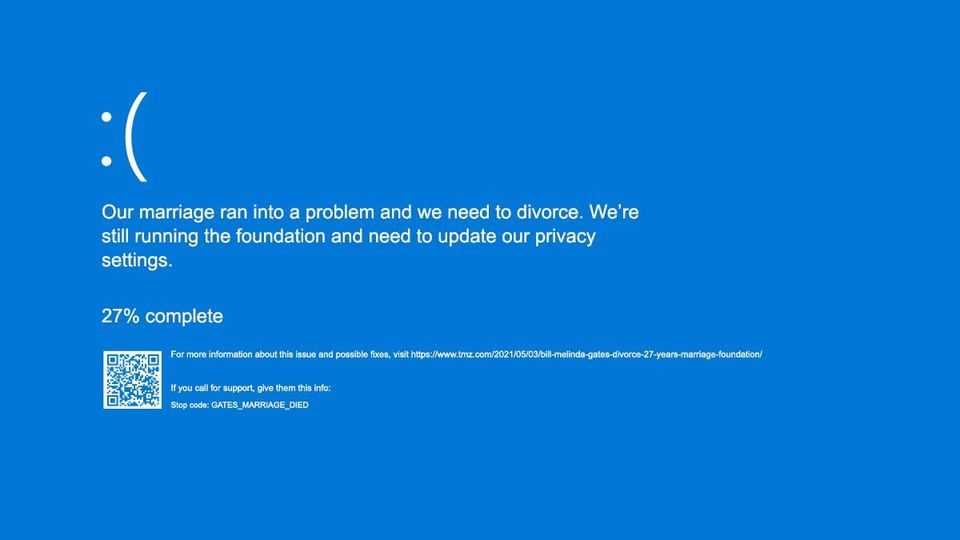 :(
Our marriage ran into a problem and we need to divorce. We’re
still running the foundation and need to update our privacy
settings.
27% complete
For more information about this issue and possible fixes, visit https://www.tmz.com/2021/05/03/bill-melinda-gates-divorce-27-years-marriage-foundation/
If you call for support, give them this info:
Stop code: GATES_MARRIAGE_DIED